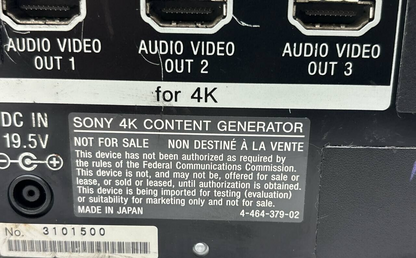 AUDIO VIDEO OUT 1
AUDIO VIDEO OUT 2
AUDIO VIDEO OUT 3
for 4K
DC IN
19.5V
SONY 4K CONTENT GENERATOR
NOT FOR SALE NON DESTINÉ À LA VENTE
This device has not been authorized as required by
the rules of the Federal Communications Commission.
This device is not, and may not be, offered for sale or
lease, or sold or leased, until authorization is obtained.
This device is being imported for testing (evaluation)
or suitability for marketing only and not for sale.
MADE IN JAPAN 4-464-379-02
No. 3101500